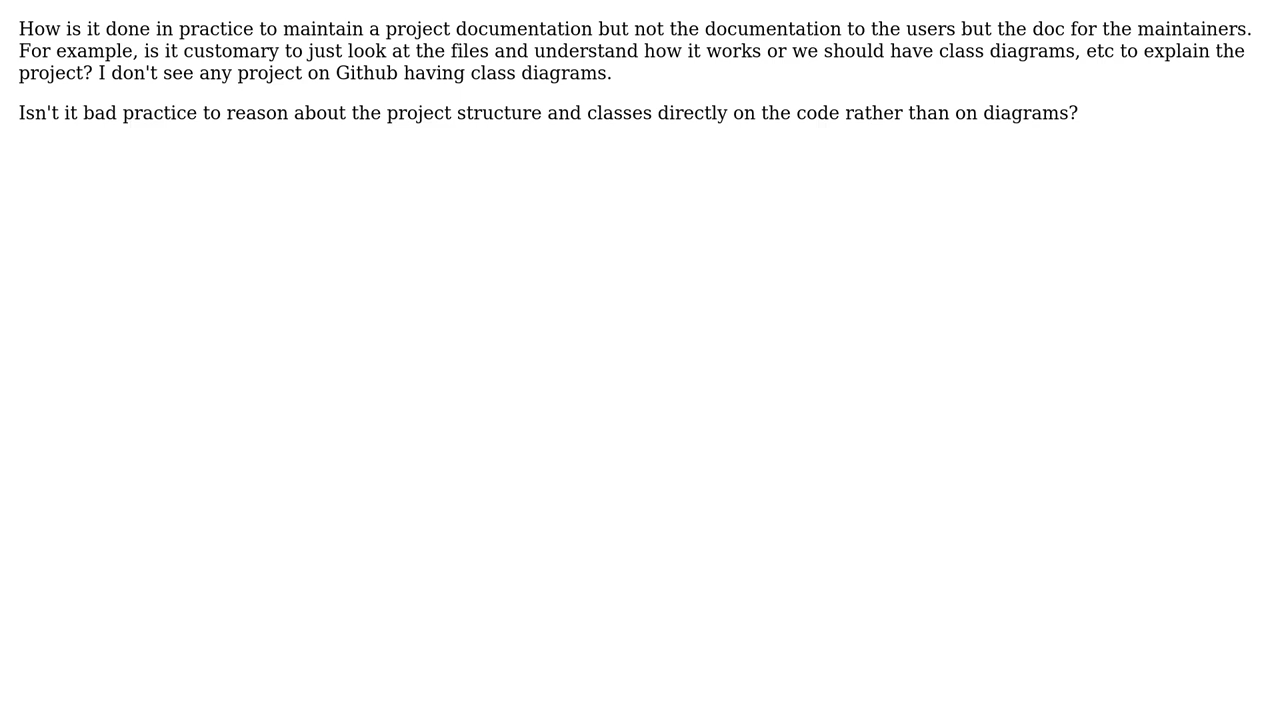 How is it done in practice to maintain a project documentation but not the documentation to the users but the doc for the maintainers.
For example, is it customary to just look at the files and understand how it works or we should have class diagrams, etc to explain the
project? I don't see any project on Github having class diagrams.
Isn't it bad practice to reason about the project structure and classes directly on the code rather than on diagrams?